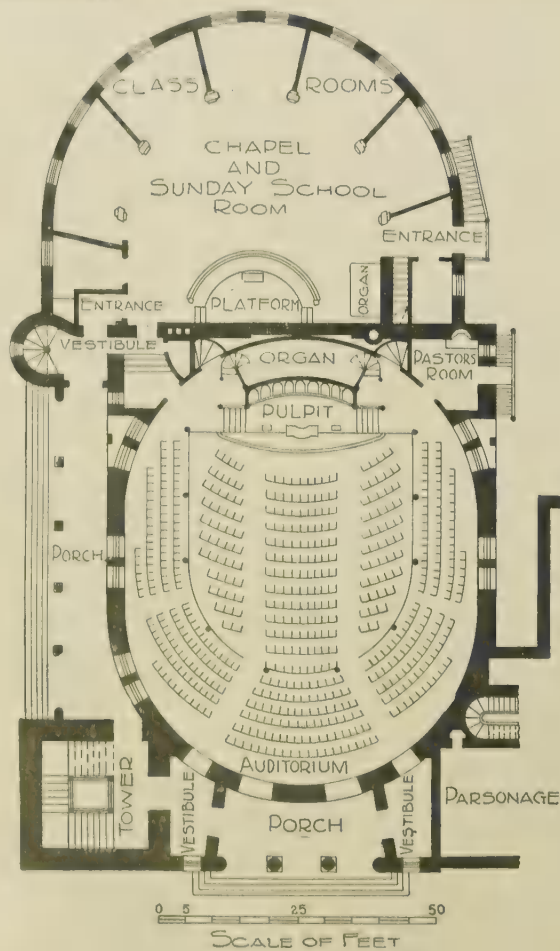 CLASS ROOMS
CHAPEL
AND
SUNDAY SCHOOL
ROOM
ENTRANCE
ENTRANCE
PLATFORM
ORGAN
VESTIBULE
ORGAN
PASTORS
ROOM
PULPIT
PORCH
AUDITORIUM
TOWER
VESTIBULE
PORCH
VESTIBULE
PARSONAGE
0 5 25 50
SCALE OF FEET